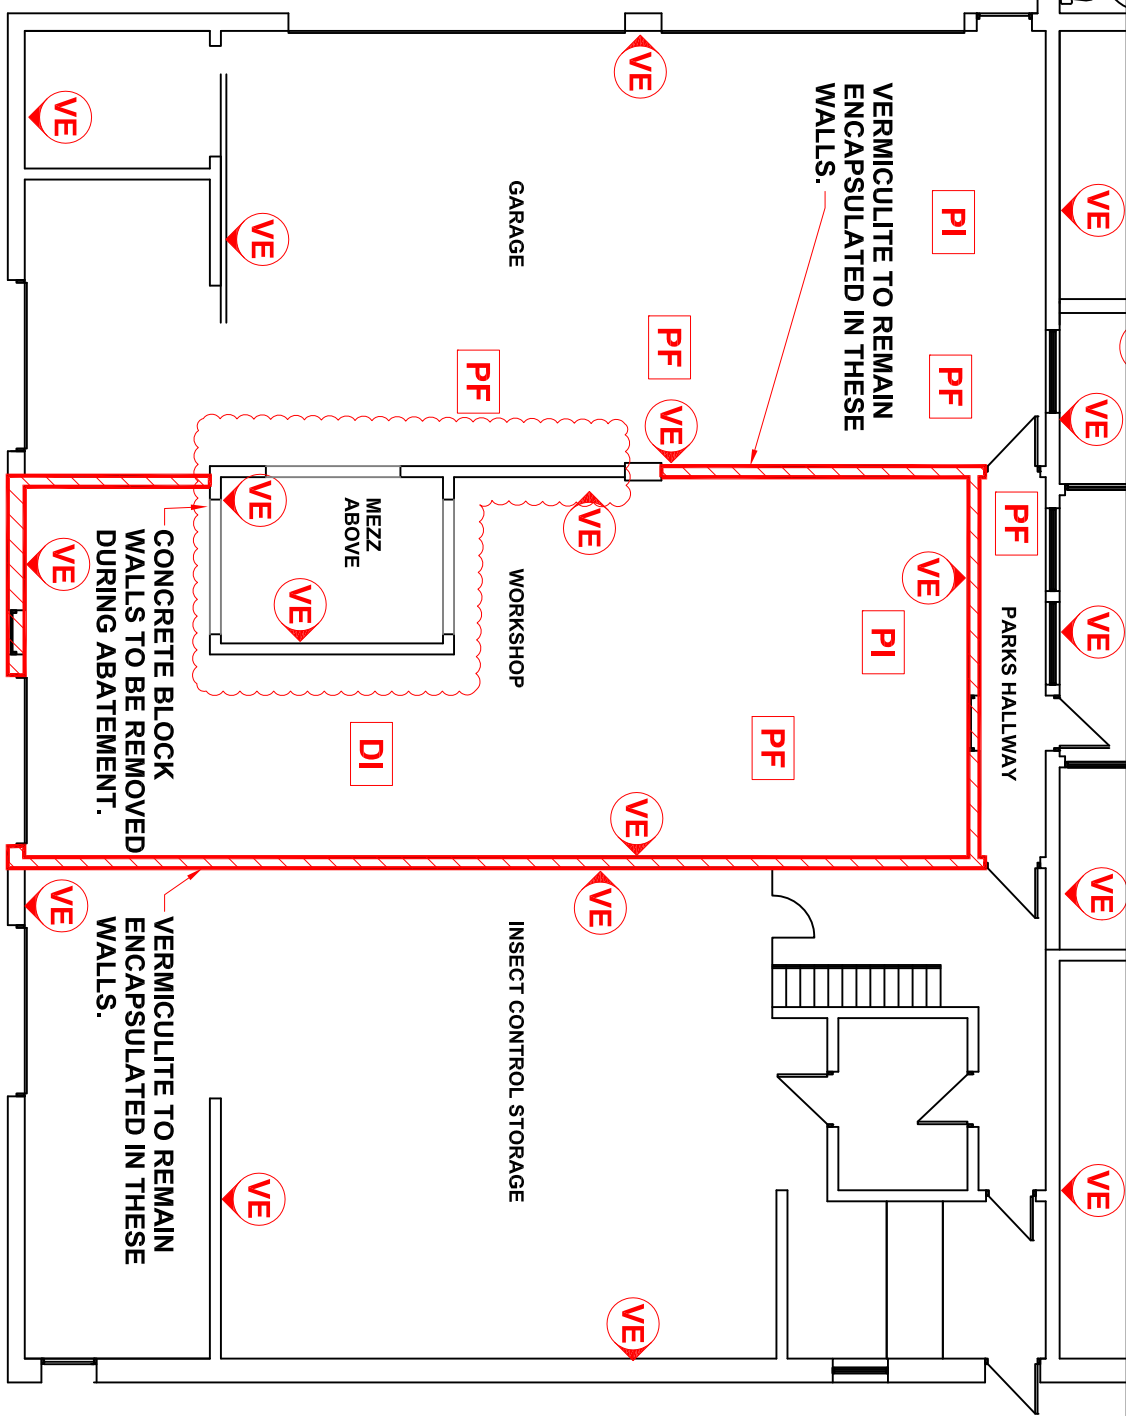 VE
VE
VE
VE
VE
VERMICULITE TO REMAIN
ENCAPSULATED IN THESE
WALLS.
PI
GARAGE
PF
PF
PF
VE
VE
VE
VE
MEZZ
ABOVE
VE
VE
PF
VE
PARKS HALLWAY
VE
WORKSHOP
PI
CONCRETE BLOCK
WALLS TO BE REMOVED
DURING ABATEMENT.
DI
PF
VE
VE
VE
VE
VERMICULITE TO REMAIN
ENCAPSULATED IN THESE
WALLS.
INSECT CONTROL STORAGE
VE
VE
VE